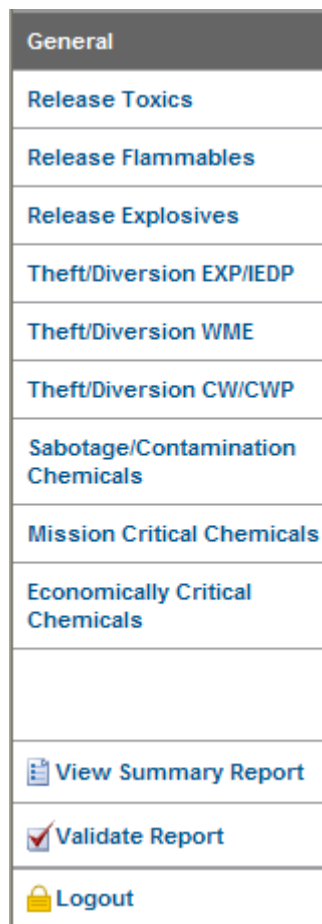 General
Release Toxics
Release Flammables
Release Explosives
Theft/Diversion EXP/IEDP
Theft/Diversion WME
Theft/Diversion CW/CWP
Sabotage/Contamination
Chemicals
Mission Critical Chemicals
Economically Critical
Chemicals
View Summary Report
Validate Report
Logout